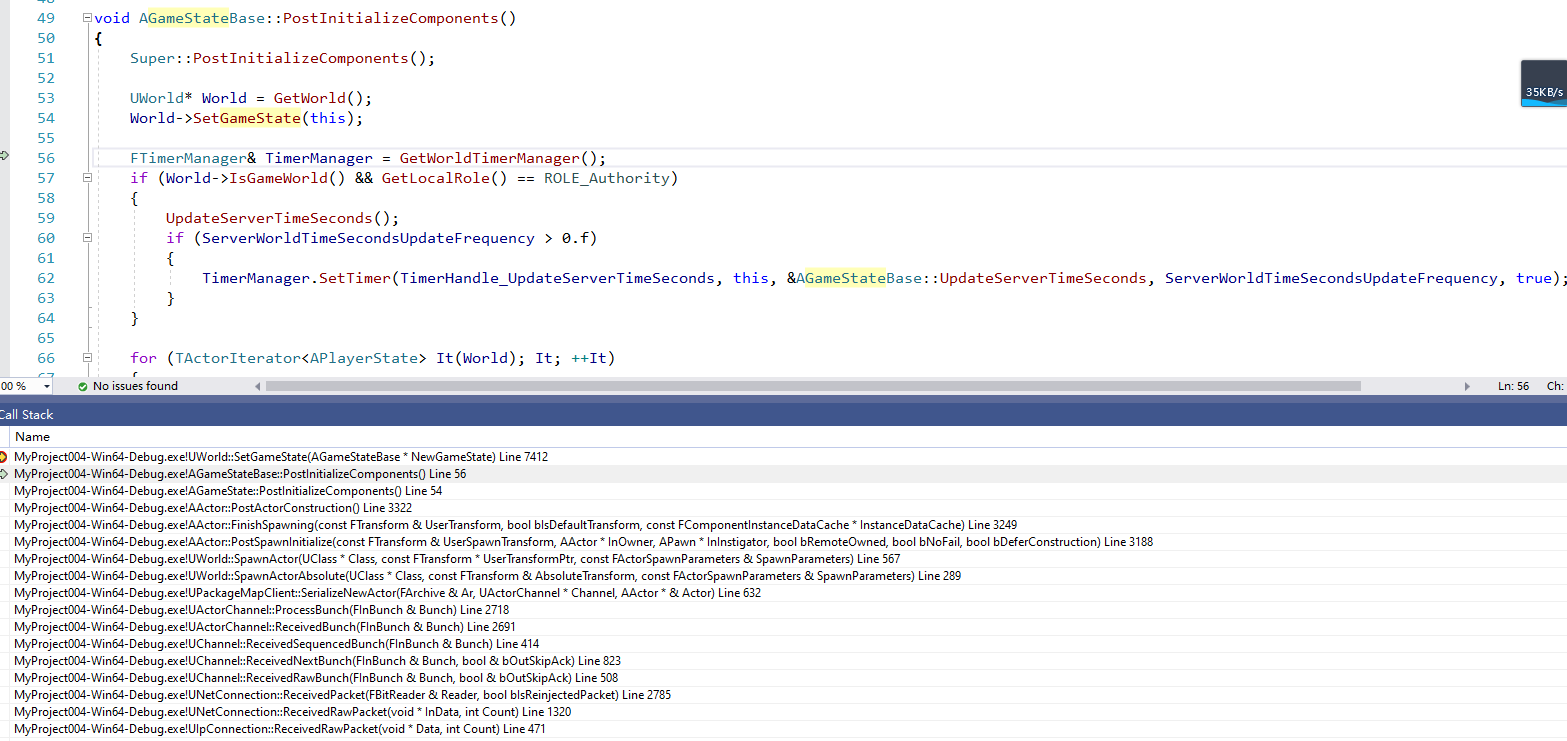 49 void AGameStateBase::PostInitializeComponents()
50 {
51 Super::PostInitializeComponents();
52
53 UWorld* World = GetWorld();
54 World->SetGameState(this);
35KB/s
55
56 FTimerManager& TimerManager = GetWorldTimerManager();
57 if (World->IsGameWorld() && GetLocalRole() == ROLE_Authority)
58 {
59 UpdateServerTimeSeconds();
60 if (ServerWorldTimeSecondsUpdateFrequency > 0.f)
61 {
62 TimerManager.SetTimer(TimerHandle_UpdateServerTimeSeconds, this, &AGameStateBase::UpdateServerTimeSeconds, ServerWorldTimeSecondsUpdateFrequency, true);
63 }
64 }
65
66 for (TActorIterator<APlayerState> It(World); It; ++It)
00 % No issues found Ln: 56 Ch:
Call Stack
Name
MyProject004-Win64-Debug.exe!UWorld::SetGameState(AGameStateBase * NewGameState) Line 7412
MyProject004-Win64-Debug.exe!AGameStateBase::PostInitializeComponents() Line 56
MyProject004-Win64-Debug.exe!AGameState::PostInitializeComponents() Line 54
MyProject004-Win64-Debug.exe!AActor::PostActorConstruction() Line 3322
MyProject004-Win64-Debug.exe!AActor::FinishSpawning(const FTransform & UserTransform, bool bIsDefaultTransform, const FComponentInstanceDataCache * InstanceDataCache) Line 3249
MyProject004-Win64-Debug.exe!AActor::PostSpawnInitialize(const FTransform & UserSpawnTransform, AActor * InOwner, APawn * InInstigator, bool bRemoteOwned, bool bNoFail, bool bDeferConstruction) Line 3188
MyProject004-Win64-Debug.exe!UWorld::SpawnActor(UClass * Class, const FTransform * UserTransformPtr, const FActorSpawnParameters & SpawnParameters) Line 567
MyProject004-Win64-Debug.exe!UWorld::SpawnActorAbsolute(UClass * Class, const FTransform & AbsoluteTransform, const FActorSpawnParameters & SpawnParameters) Line 289
MyProject004-Win64-Debug.exe!UPackageMapClient::SerializeNewActor(FArchive & Ar, UActorChannel * Channel, AActor * & Actor) Line 632
MyProject004-Win64-Debug.exe!UActorChannel::ProcessBunch(FInBunch & Bunch) Line 2718
MyProject004-Win64-Debug.exe!UActorChannel::ReceivedBunch(FInBunch & Bunch) Line 2691
MyProject004-Win64-Debug.exe!UChannel::ReceivedSequencedBunch(FInBunch & Bunch) Line 414
MyProject004-Win64-Debug.exe!UChannel::ReceivedNextBunch(FInBunch & Bunch, bool & bOutSkipAck) Line 823
MyProject004-Win64-Debug.exe!UChannel::ReceivedRawBunch(FInBunch & Bunch, bool & bOutSkipAck) Line 508
MyProject004-Win64-Debug.exe!UNetConnection::ReceivedPacket(FBitReader & Reader, bool bIsReinjectedPacket) Line 2785
MyProject004-Win64-Debug.exe!UNetConnection::ReceivedRawPacket(void * InData, int Count) Line 1320
MyProject004-Win64-Debug.exe!UIpConnection::ReceivedRawPacket(void * Data, int Count) Line 471